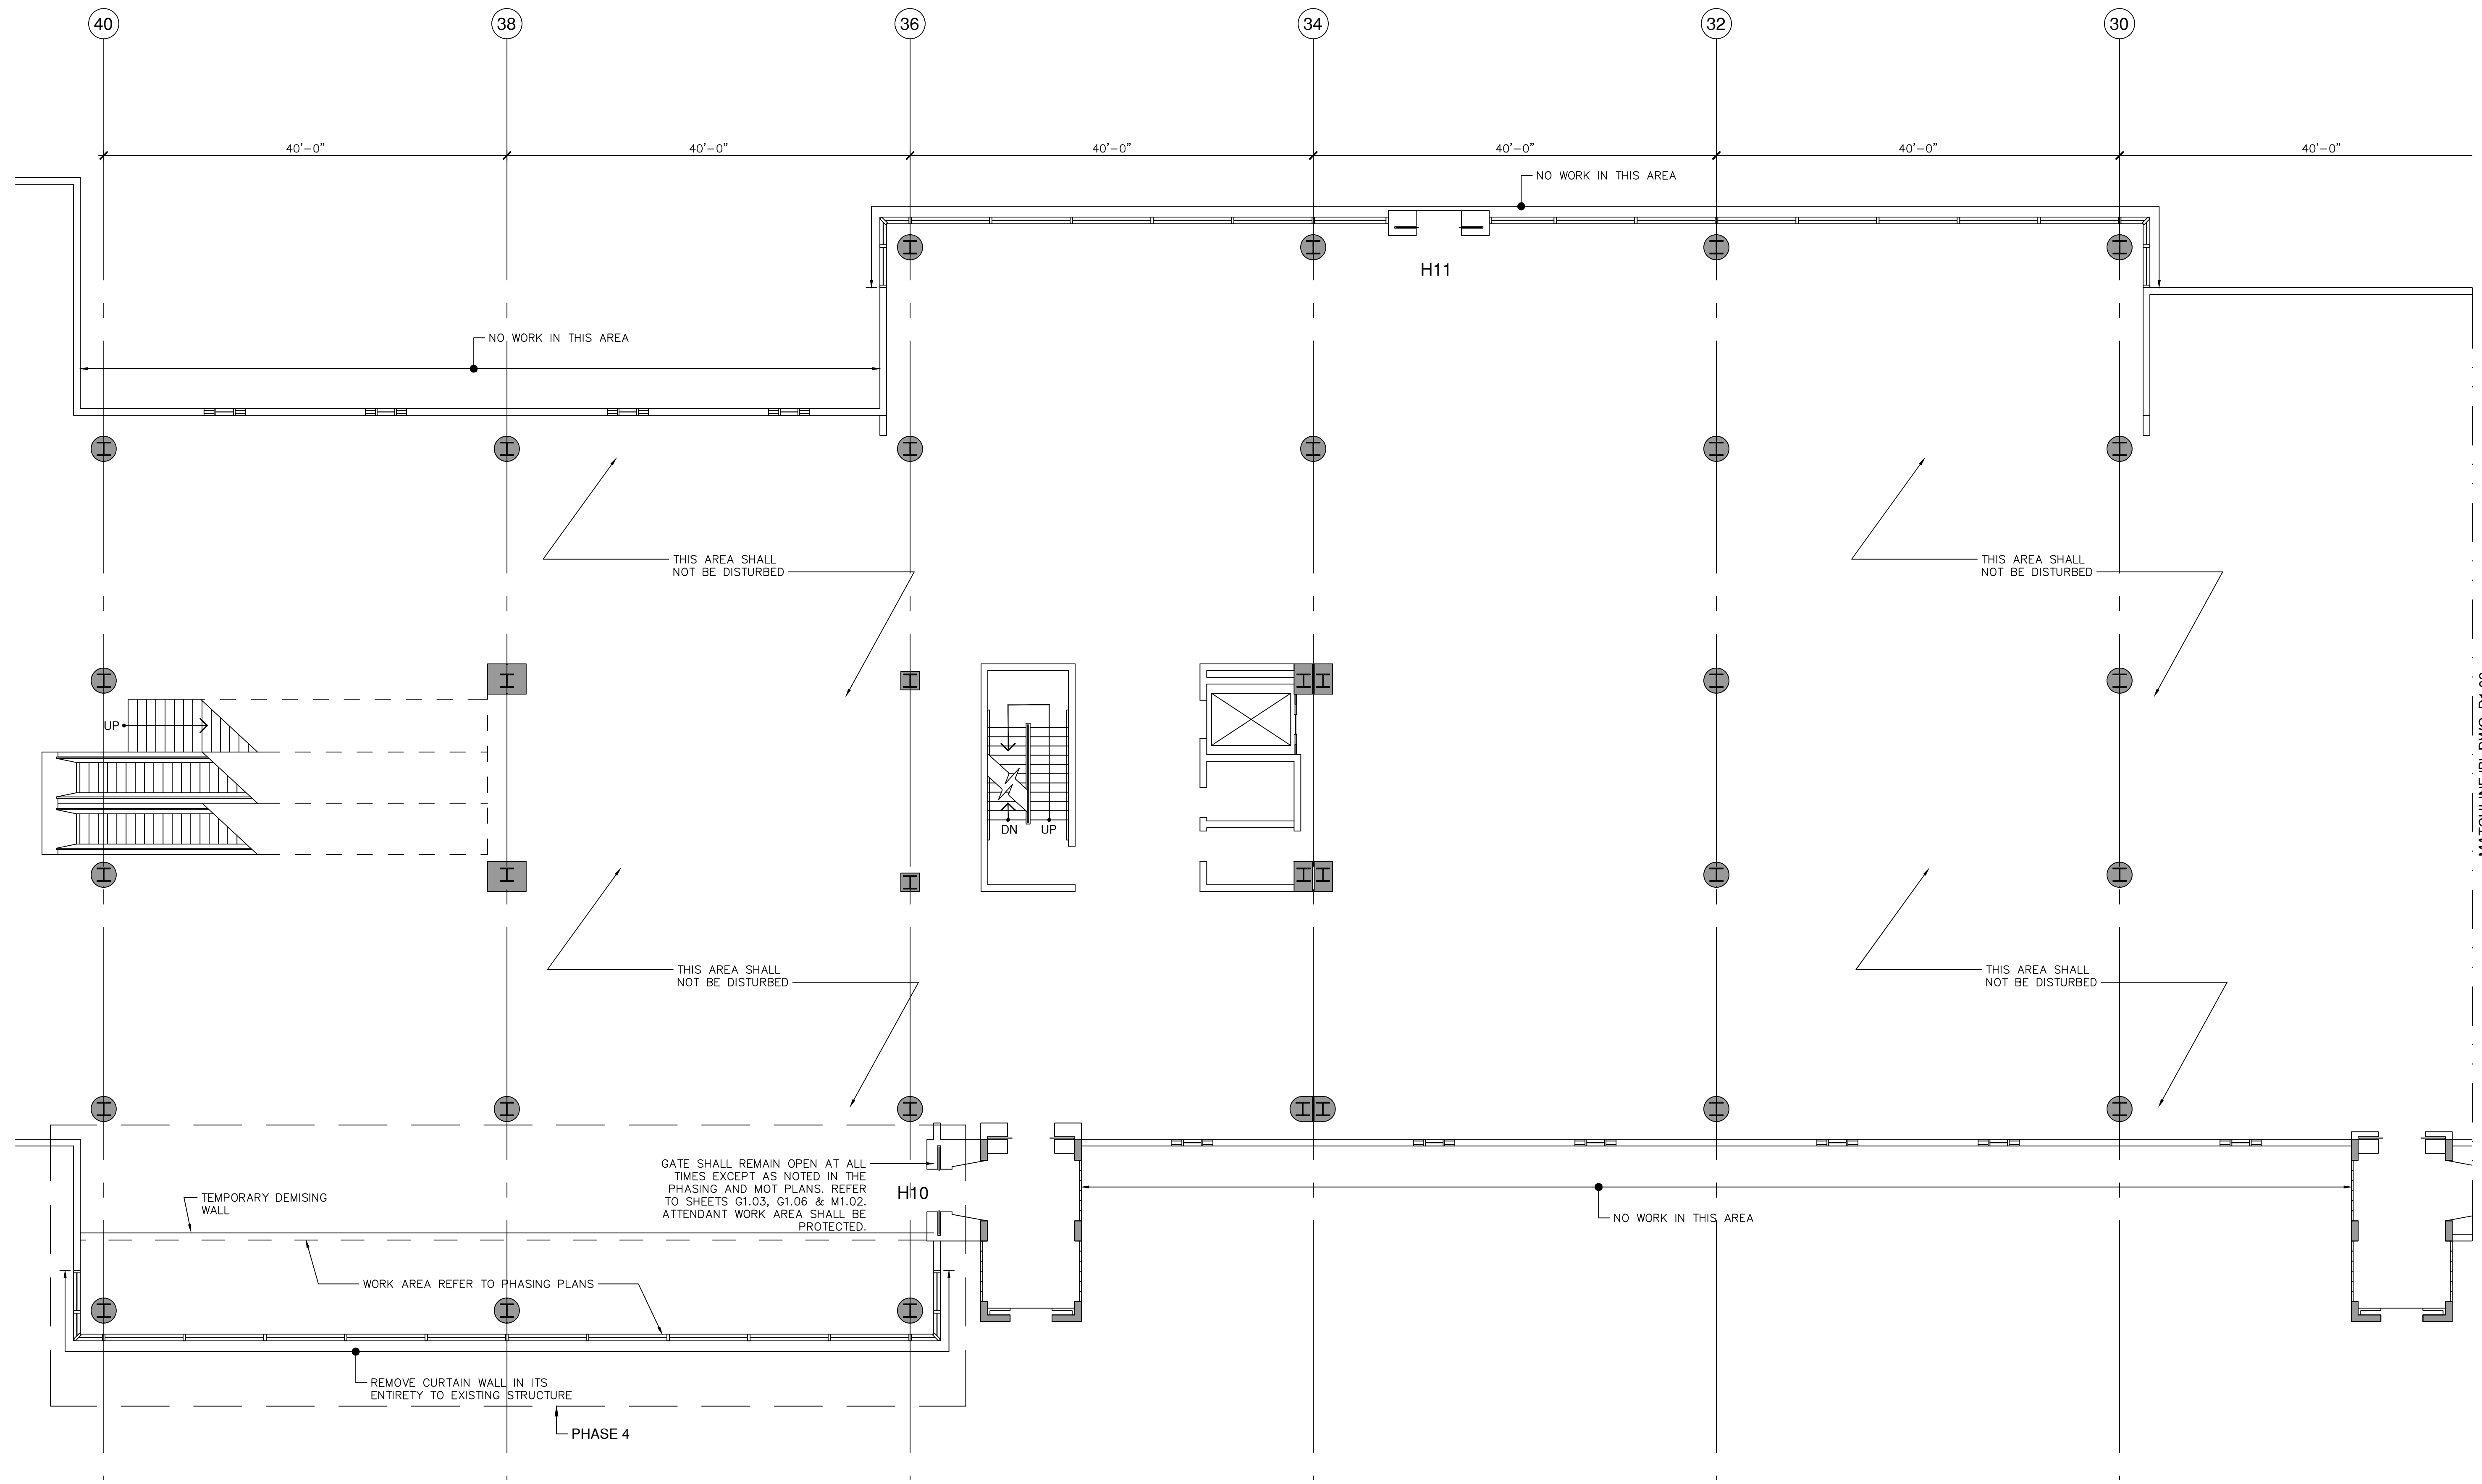 40 38 36 34 32 30
40'-0" 40'-0" 40'-0" 40'-0" 40'-0" 40'-0"
NO WORK IN THIS AREA
H11
NO WORK IN THIS AREA
THIS AREA SHALL
NOT BE DISTURBED
THIS AREA SHALL
NOT BE DISTURBED
UP
DN UP
THIS AREA SHALL
NOT BE DISTURBED
THIS AREA SHALL
NOT BE DISTURBED
GATE SHALL REMAIN OPEN AT ALL
TIMES EXCEPT AS NOTED IN THE
PHASING AND MOT PLANS. REFER
TO SHEETS G1.03, G1.06 & M1.02.
ATTENDANT WORK AREA SHALL BE
PROTECTED.
H10
TEMPORARY DEMISING
WALL
NO WORK IN THIS AREA
WORK AREA REFER TO PHASING PLANS
REMOVE CURTAIN WALL IN ITS
ENTIRETY TO EXISTING STRUCTURE
PHASE 4